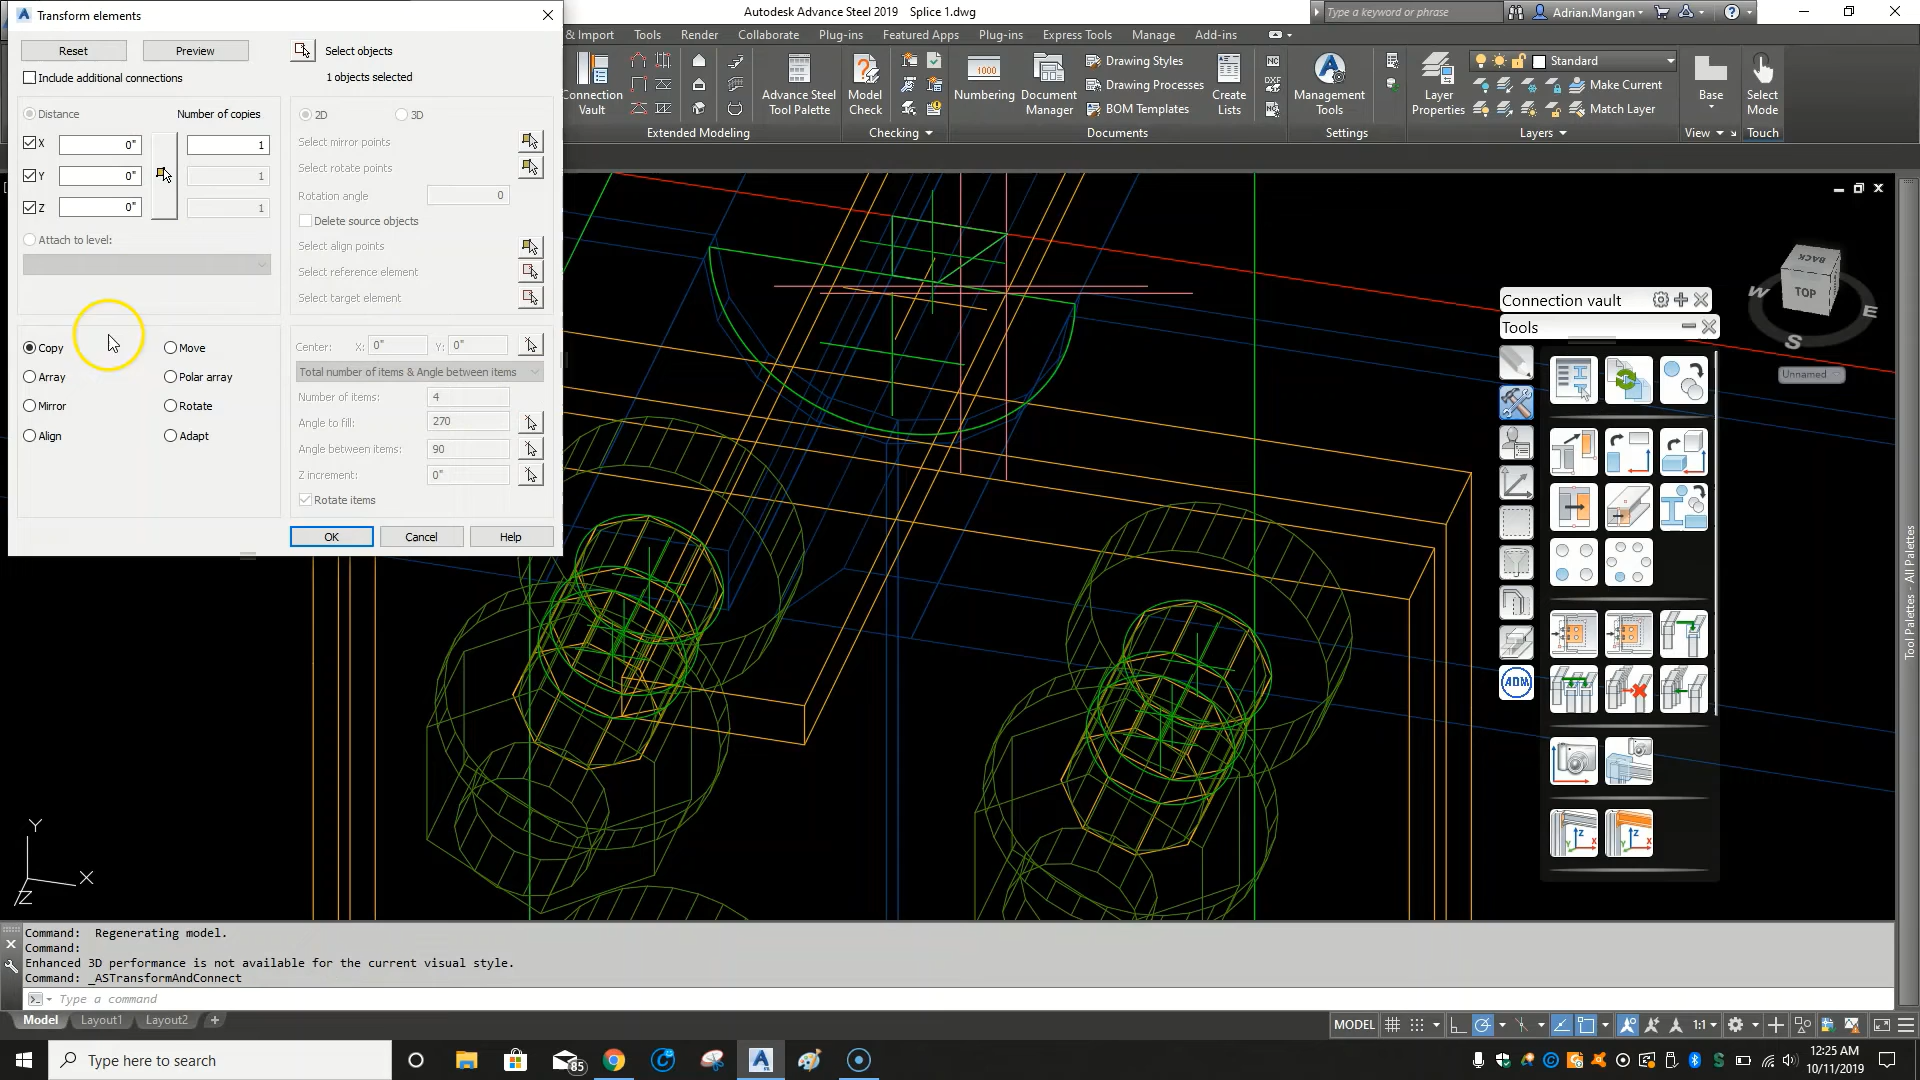 Transform elements
Autodesk Advance Steel 2019 Splice 1.dwg
Type a keyword or phrase
Adrian.Mangan
& Import Tools Render Collaborate Plug-ins Featured Apps Plug-ins Express Tools Manage Add-ins
Reset
Preview
Select objects
Include additional connections
1 objects selected
Distance
Number of copies
X 0" 1
Y 0" 1
Z 0" 1
Attach to level:
2D
3D
Select mirror points
Select rotate points
Rotation angle 0
Delete source objects
Select align points
Select reference element
Select target element
Copy
Move
Array
Polar array
Mirror
Rotate
Align
Adapt
Center: X: 0" Y: 0"
Total number of items & Angle between items
Number of items: 4
Angle to fill: 270
Angle between items: 90
Z increment: 0"
Rotate items
OK
Cancel
Help
Connection
Vault
Advance Steel
Tool Palette
Model
Check
1000
Numbering
Document
Manager
Drawing Styles
Drawing Processes
BOM Templates
Create
Lists
NC
DXF
NC
Management
Tools
Layer
Properties
Standard
Make Current
Match Layer
Base
Select
Mode
Extended Modeling
Checking
Documents
Settings
Layers
View
Touch
Connection vault
Tools
ADM
BACK
TOP
W
E
S
Unnamed
Tool Palettes - All Palettes
Y
X
Z
Command: Regenerating model.
Command:
Enhanced 3D performance is not available for the current visual style.
Command: _ASTransformAndConnect
Type a command
Model Layout1 Layout2 +
MODEL
1:1
Type here to search
85
12:25 AM
10/11/2019